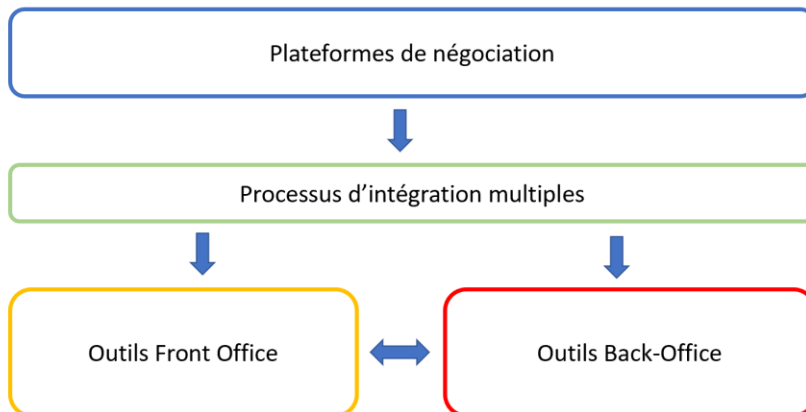 Plateformes de négociation
Processus d’intégration multiples
Outils Front Office
Outils Back-Office